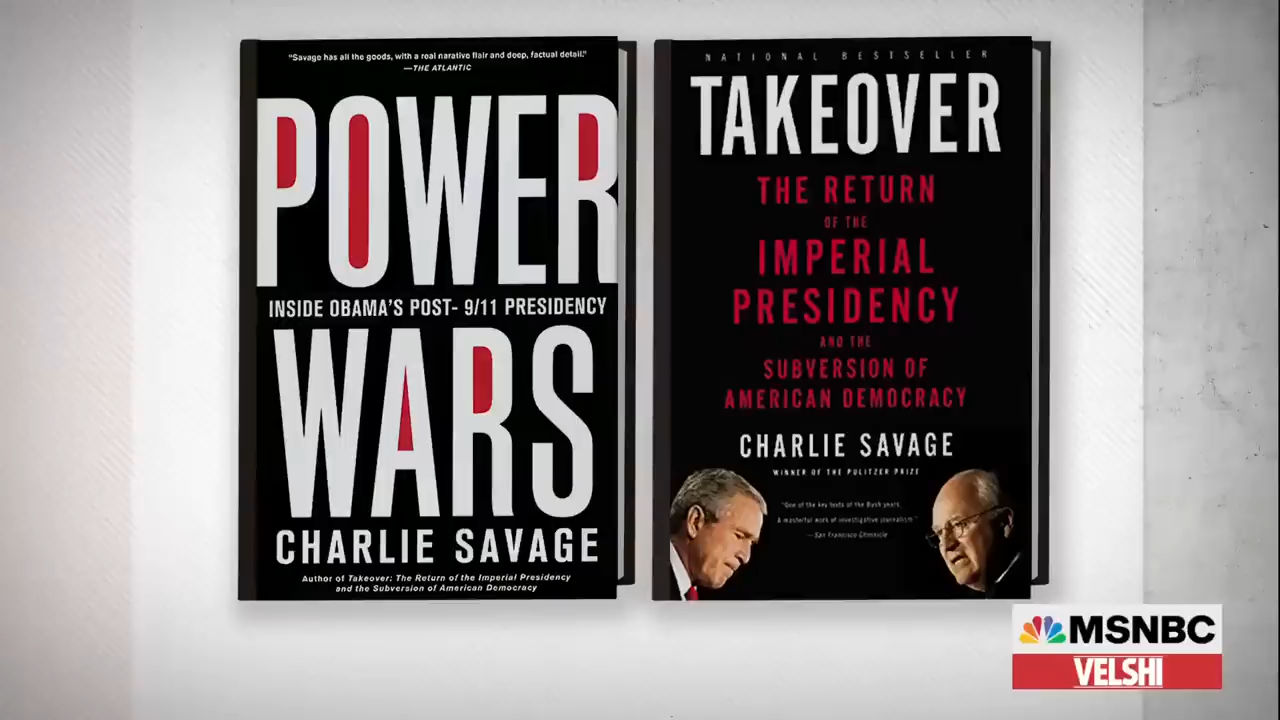 “Savage has all the goods, with a real narative flair and deep, factual detail.”
—THE ATLANTIC
POWER
INSIDE OBAMA’S POST- 9/11 PRESIDENCY
WARS
CHARLIE SAVAGE
Author of Takeover: The Return of the Imperial Presidency
and the Subversion of American Democracy
NATIONAL BESTSELLER
TAKEOVER
THE RETURN
OF THE
IMPERIAL
PRESIDENCY
AND THE
SUBVERSION OF
AMERICAN DEMOCRACY
CHARLIE SAVAGE
WINNER OF THE PULITZER PRIZE
“One of the key texts of the Bush years.
A masterful work of investigative journalism.”
—San Francisco Chronicle
MSNBC
VELSHI